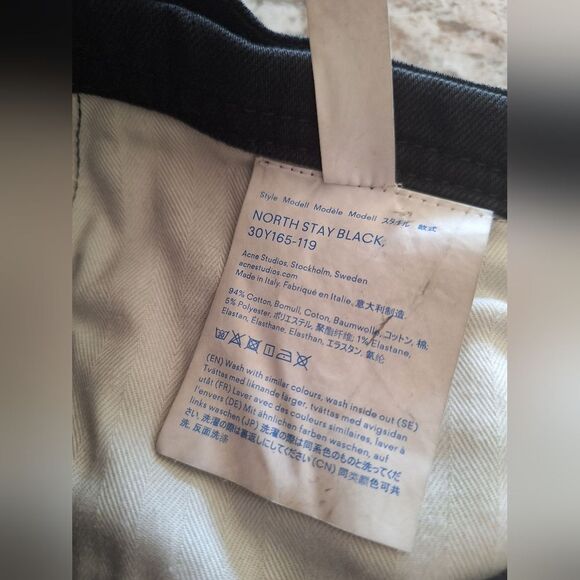 Style Modell Modèle Modell スタイル 款式
NORTH STAY BLACK,
30Y165-119
Acne Studios, Stockholm, Sweden
acnestudios.com
Made in Italy. Fabriqué en Italie. 意大利制造
94% Cotton, Bomull, Coton, Baumwolle, コットン, 棉,
5% Polyester, ポリエステル, 聚酯纤维, 1% Elastane,
Elastan, Élasthane, Elasthan, エラスタン, 氨纶
(EN) Wash with similar colours, wash inside out (SE)
Tvättas med liknande färger, tvättas med avigsidan
utåt (FR) Laver avec des couleurs similaires, laver à
l'envers (DE) Mit ähnlichen farben waschen, auf
links waschen (JP) 洗濯の際は同系色のものと洗ってくだ
さい, 洗濯の際は裏返しにしてください (CN) 同类颜色可共
洗, 反面洗涤